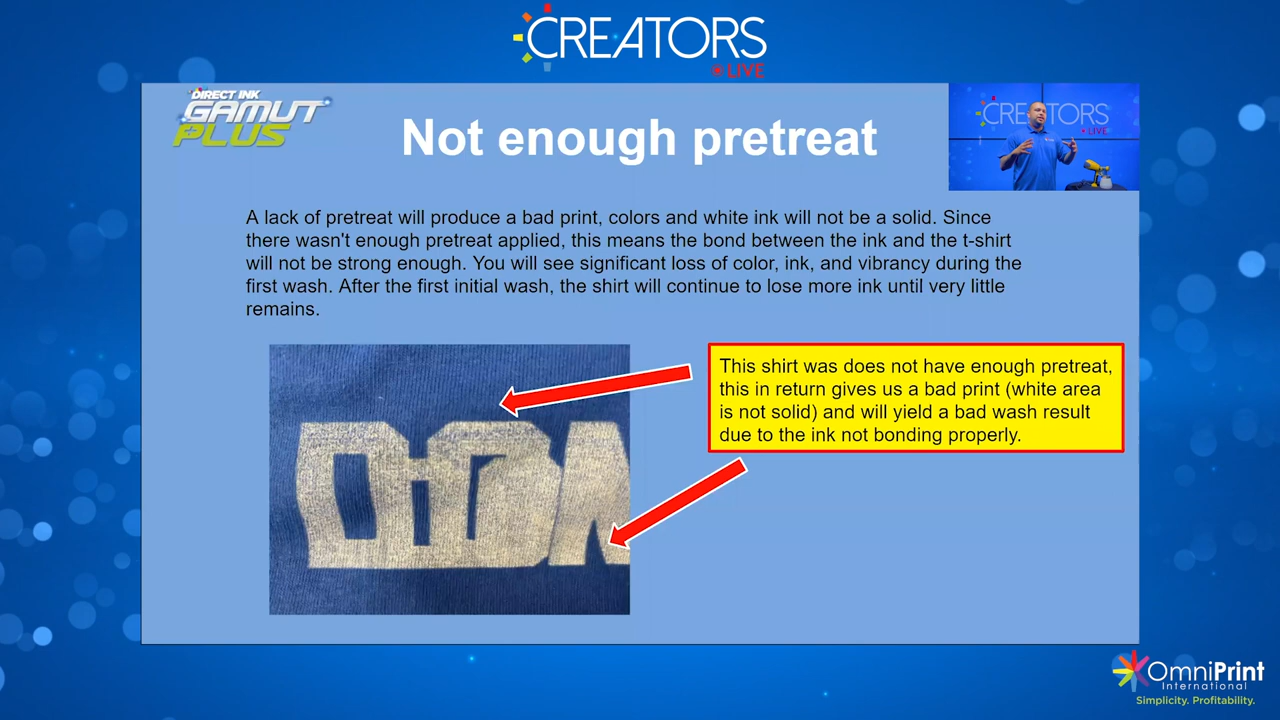 CREATORS
LIVE
DIRECT INK
GAMUT
PLUS
Not enough pretreat
CREATORS
LIVE
A lack of pretreat will produce a bad print, colors and white ink will not be a solid. Since
there wasn't enough pretreat applied, this means the bond between the ink and the t-shirt
will not be strong enough. You will see significant loss of color, ink, and vibrancy during the
first wash. After the first initial wash, the shirt will continue to lose more ink until very little
remains.
This shirt was does not have enough pretreat,
this in return gives us a bad print (white area
is not solid) and will yield a bad wash result
due to the ink not bonding properly.
OmniPrint
International
Simplicity. Profitability.